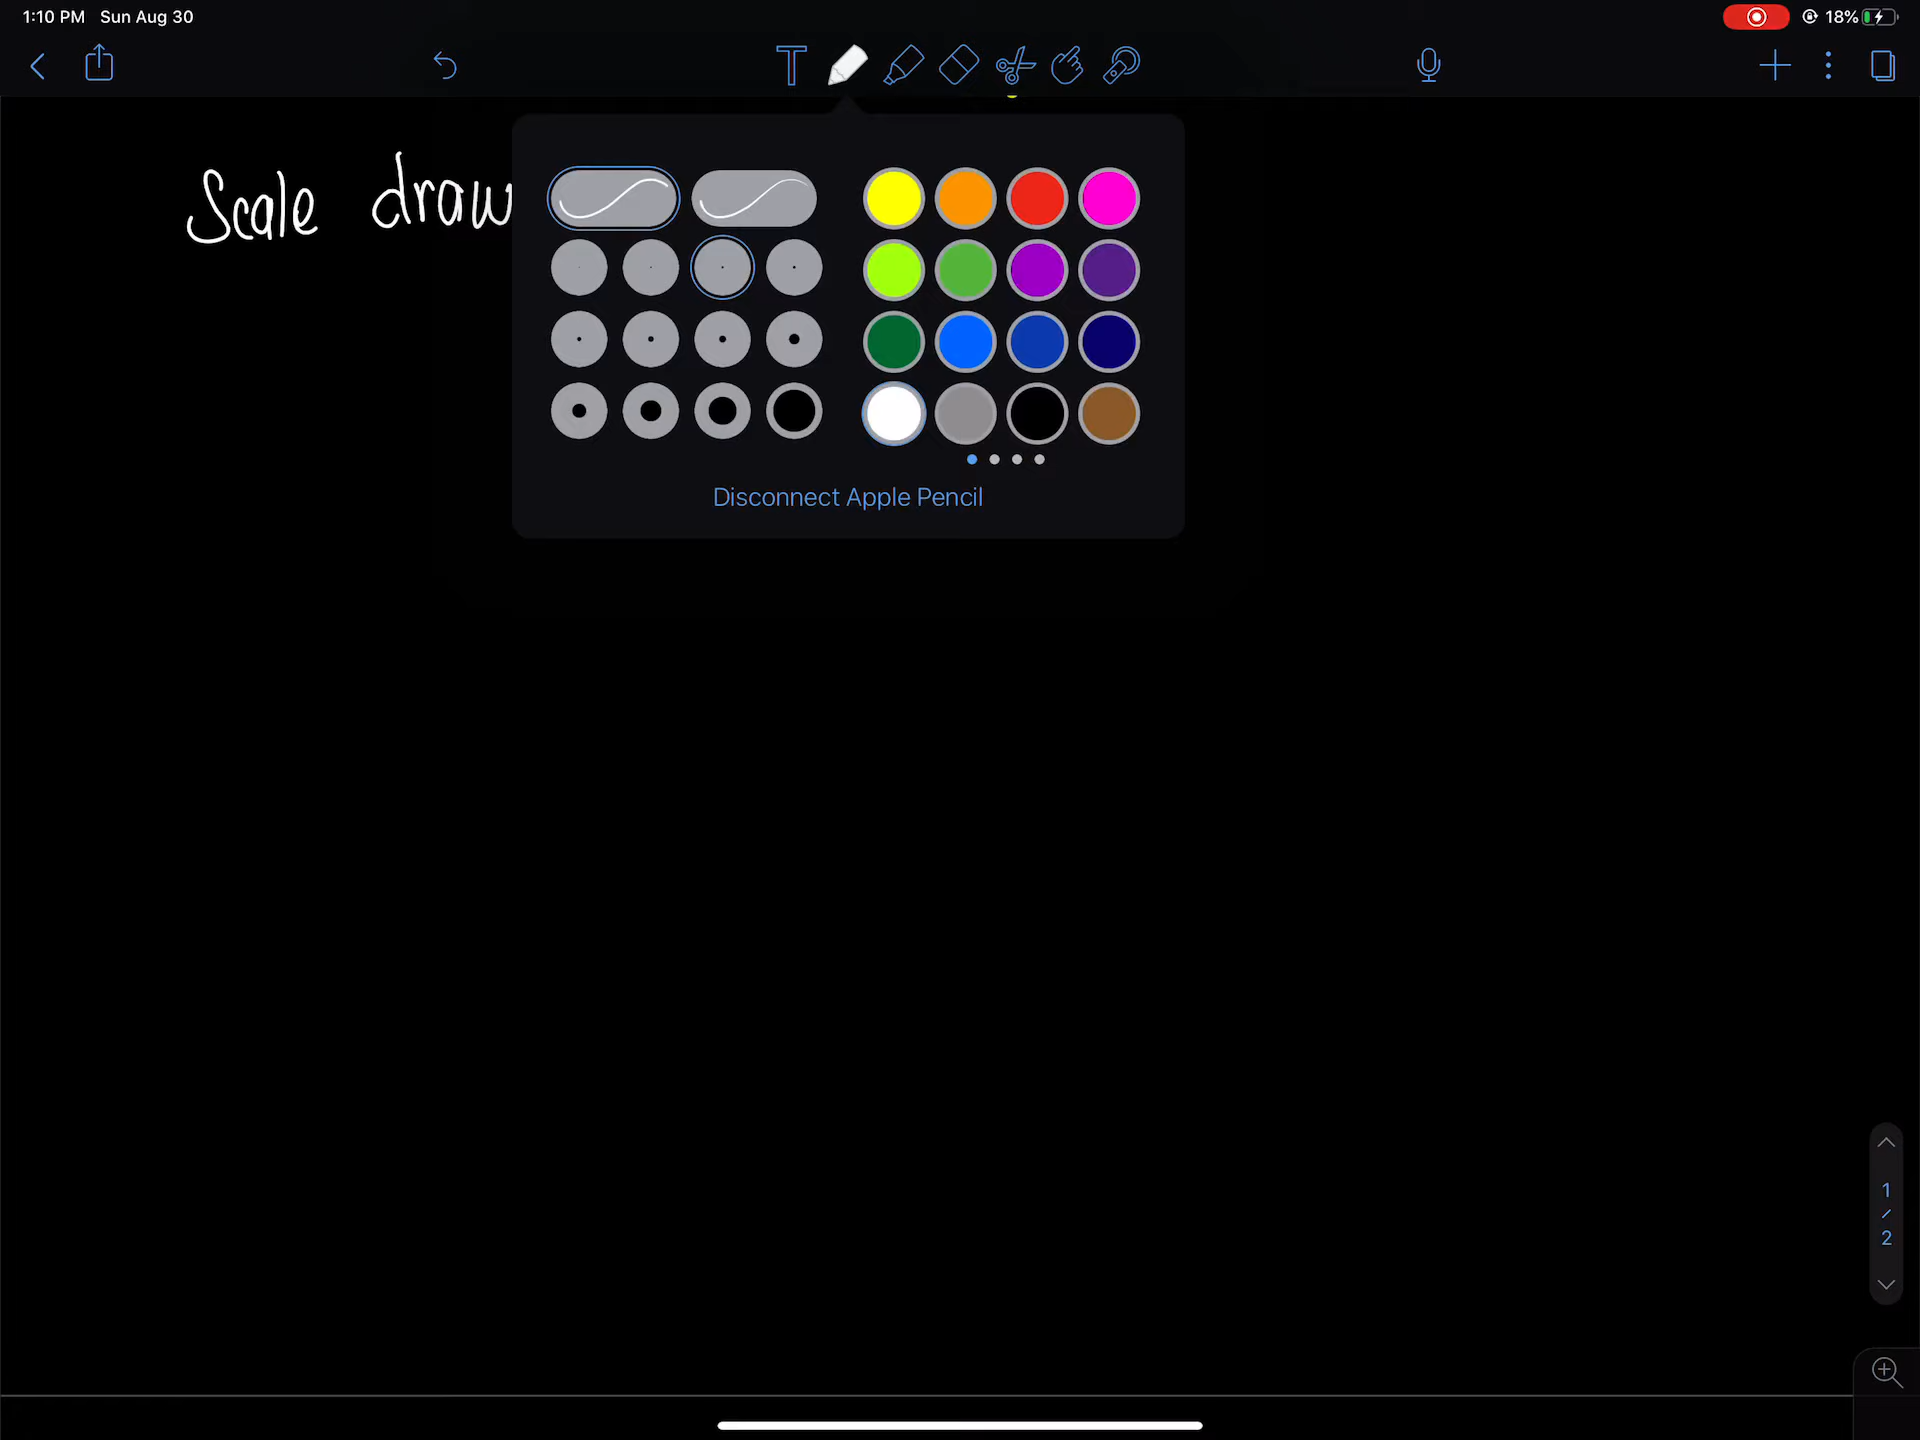 1:10 PM Sun Aug 30
18%
T
Scale draw
Disconnect Apple Pencil
1
/
2